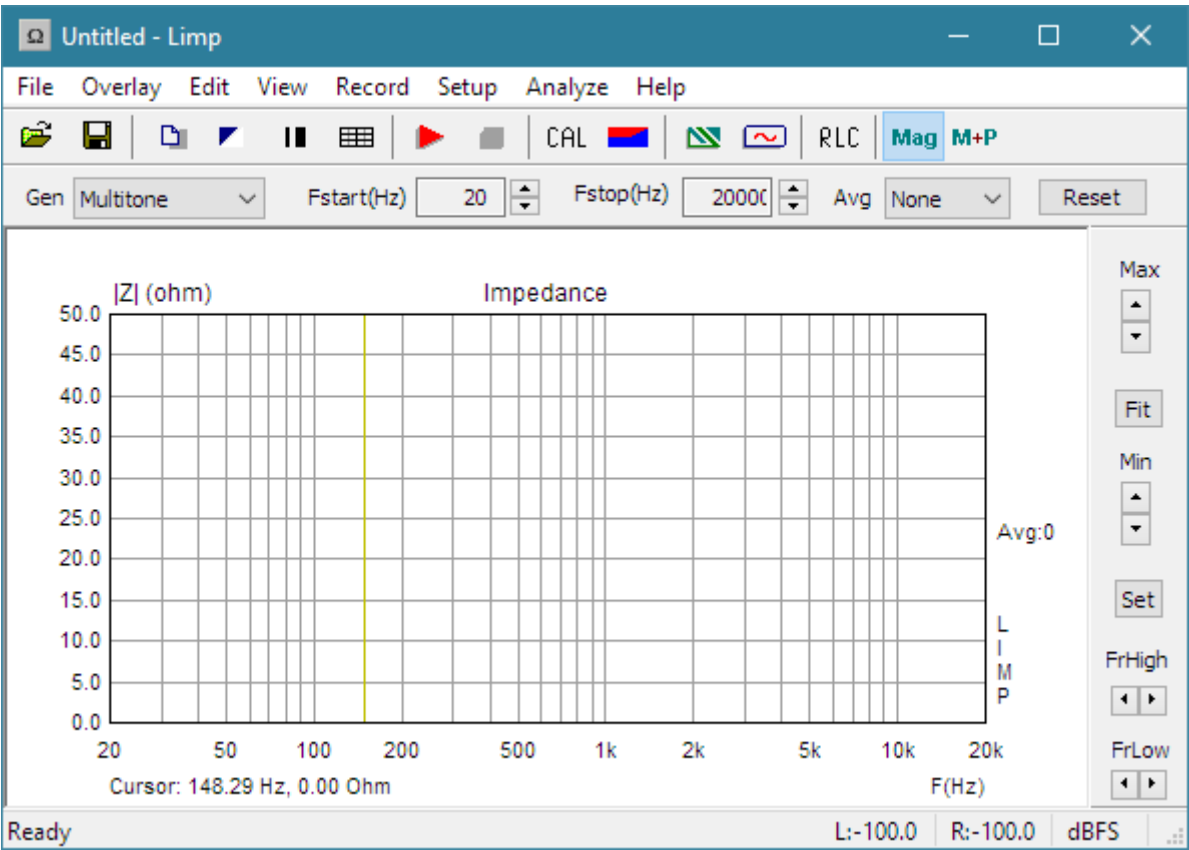 Ω Untitled - Limp
File Overlay Edit View Record Setup Analyze Help
CAL RLC Mag M+P
Gen Multitone Fstart(Hz) 20 Fstop(Hz) 20000 Avg None Reset
|Z| (ohm) Impedance
Max
50.0
45.0
40.0
Fit
35.0
Min
30.0
25.0
Avg:0
20.0
15.0
Set
10.0
L
I
M
P
FrHigh
5.0
0.0
20 50 100 200 500 1k 2k 5k 10k 20k
FrLow
Cursor: 148.29 Hz, 0.00 Ohm F(Hz)
Ready L:-100.0 R:-100.0 dBFS